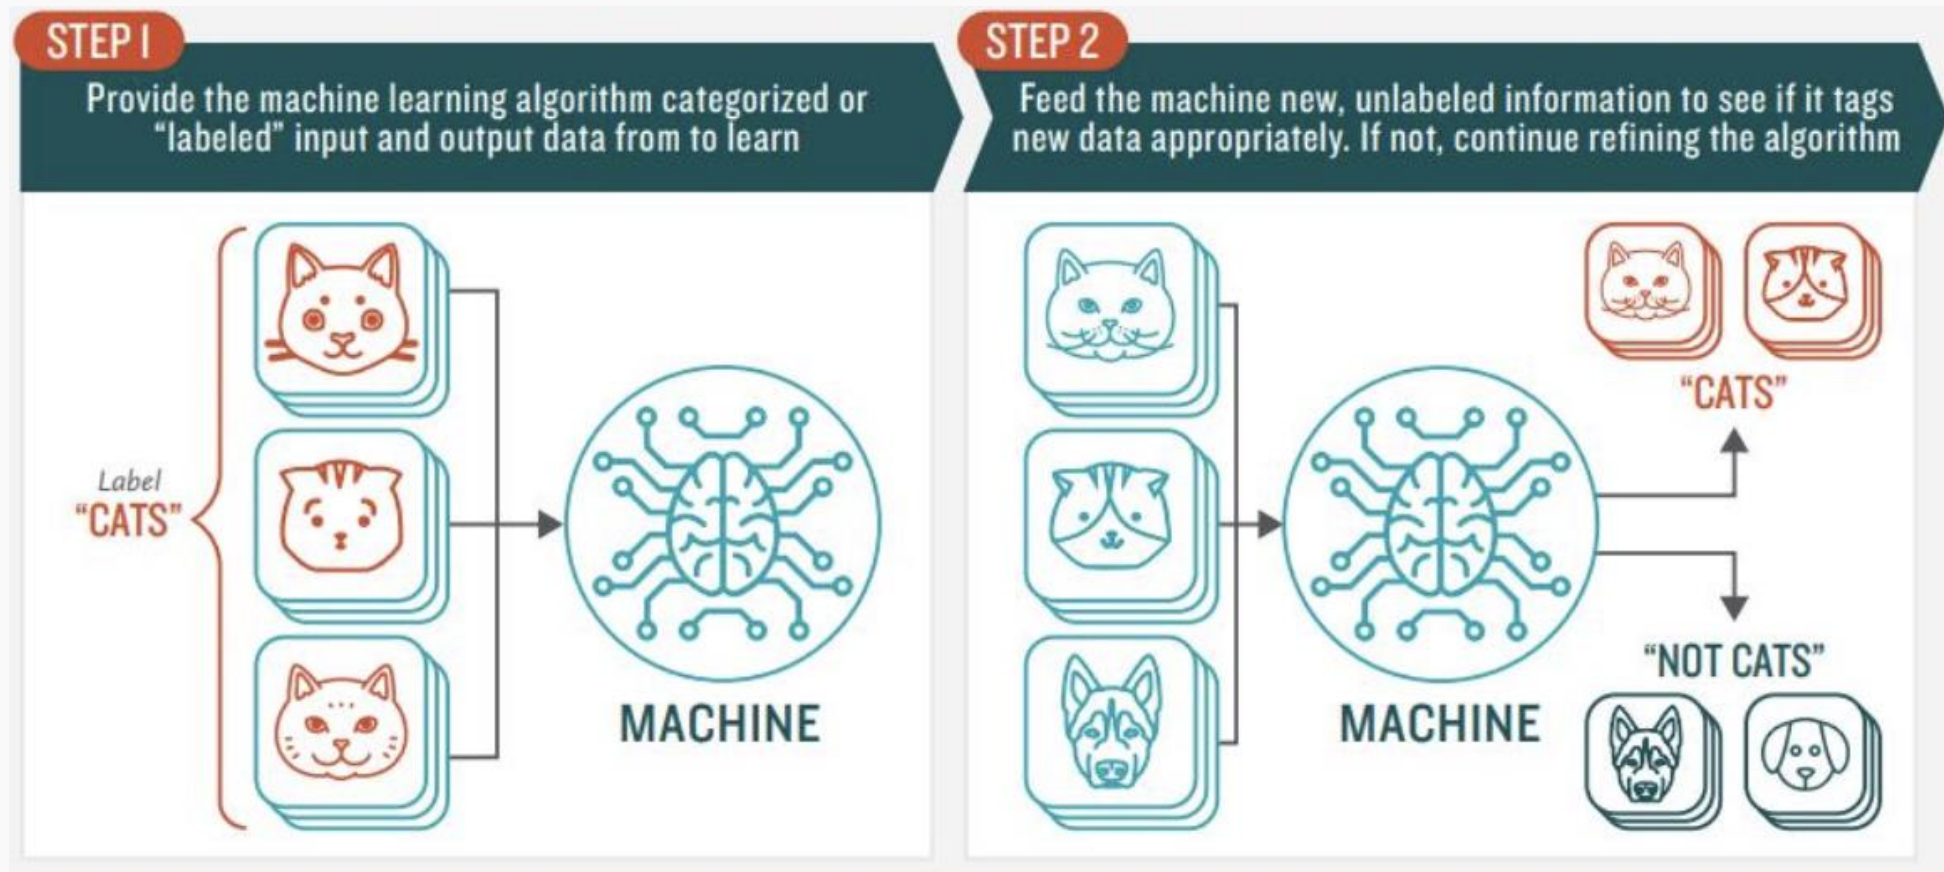 STEP 1
Provide the machine learning algorithm categorized or
“labeled” input and output data from to learn
Label
“CATS”
MACHINE
STEP 2
Feed the machine new, unlabeled information to see if it tags
new data appropriately. If not, continue refining the algorithm
MACHINE
“CATS”
“NOT CATS”